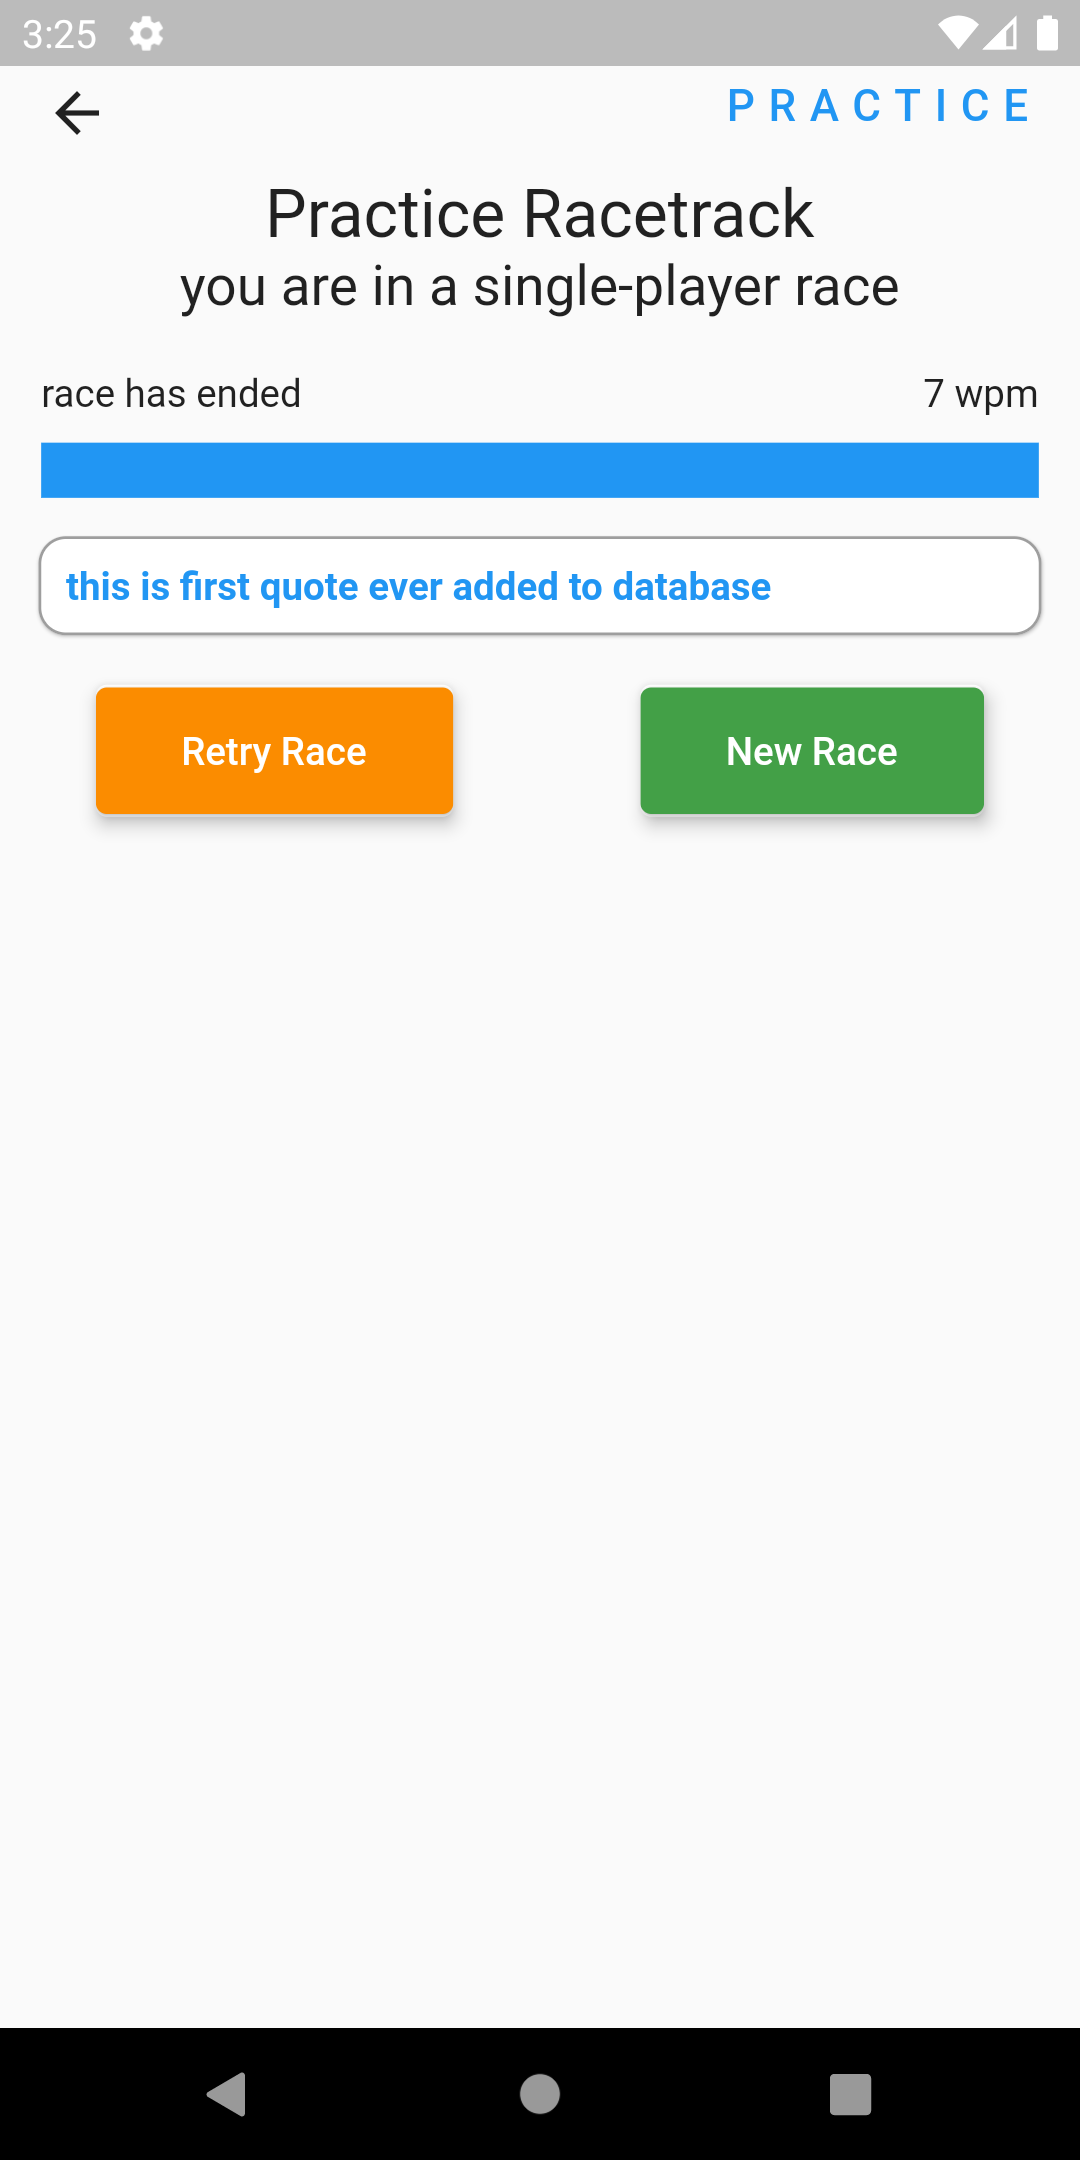 3:25
PRACTICE
Practice Racetrack
you are in a single-player race
race has ended 7 wpm
this is first quote ever added to database
Retry Race New Race